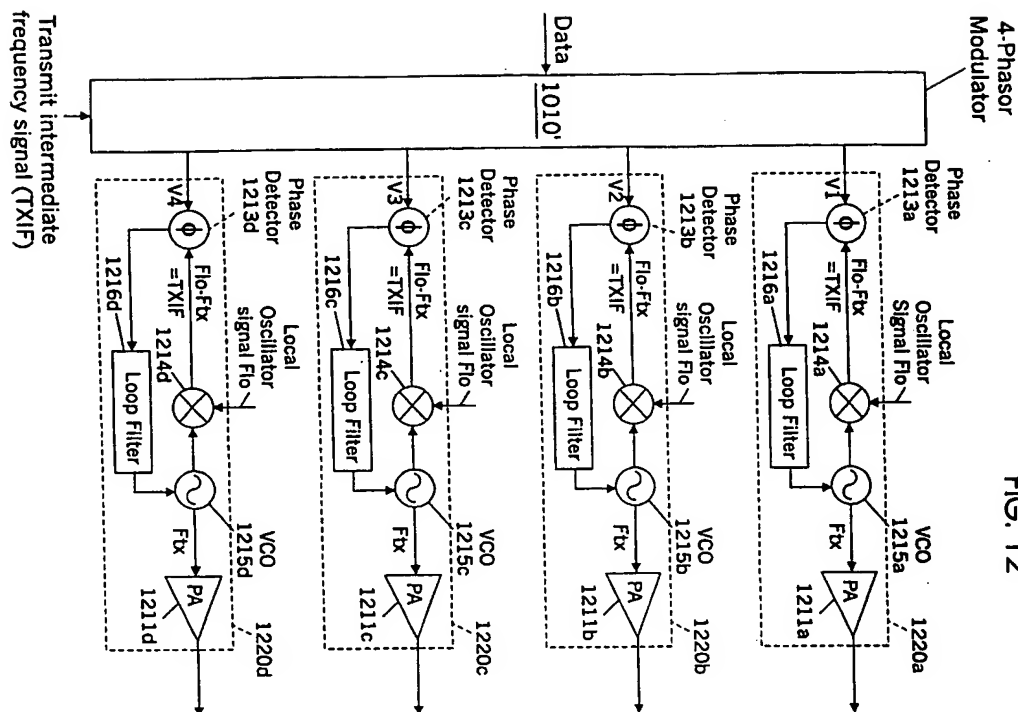 FIG. 12
4-Phasor
Modulator
Data
1010'
Transmit intermediate
frequency signal (TXIF)
V1
Phase
Detector
1213a
ϕ
Flo-Ftx
=TXIF
1216a
Loop Filter
1214a
Local
Oscillator
Signal Flo
VCO
1215a
Ftx
PA
1211a
1220a
V2
Phase
Detector
1213b
ϕ
Flo-Ftx
=TXIF
1216b
Loop Filter
1214b
Local
Oscillator
signal Flo
VCO
1215b
Ftx
PA
1211b
1220b
V3
Phase
Detector
1213c
ϕ
Flo-Ftx
=TXIF
1216c
Loop Filter
1214c
Local
Oscillator
signal Flo
VCO
1215c
Ftx
PA
1211c
1220c
V4
Phase
Detector
1213d
ϕ
Flo-Ftx
=TXIF
1216d
Loop Filter
1214d
Local
Oscillator
signal Flo
VCO
1215d
Ftx
PA
1211d
1220d